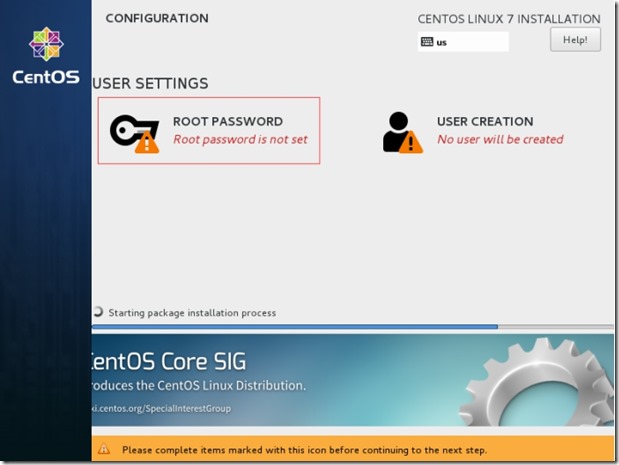 CONFIGURATION
CENTOS LINUX 7 INSTALLATION
us
Help!
CentOS
USER SETTINGS
ROOT PASSWORD
Root password is not set
USER CREATION
No user will be created
Starting package installation process
CentOS Core SIG
roduces the CentOS Linux Distribution.
ki.centos.org/SpecialInterestGroup
Please complete items marked with this icon before continuing to the next step.